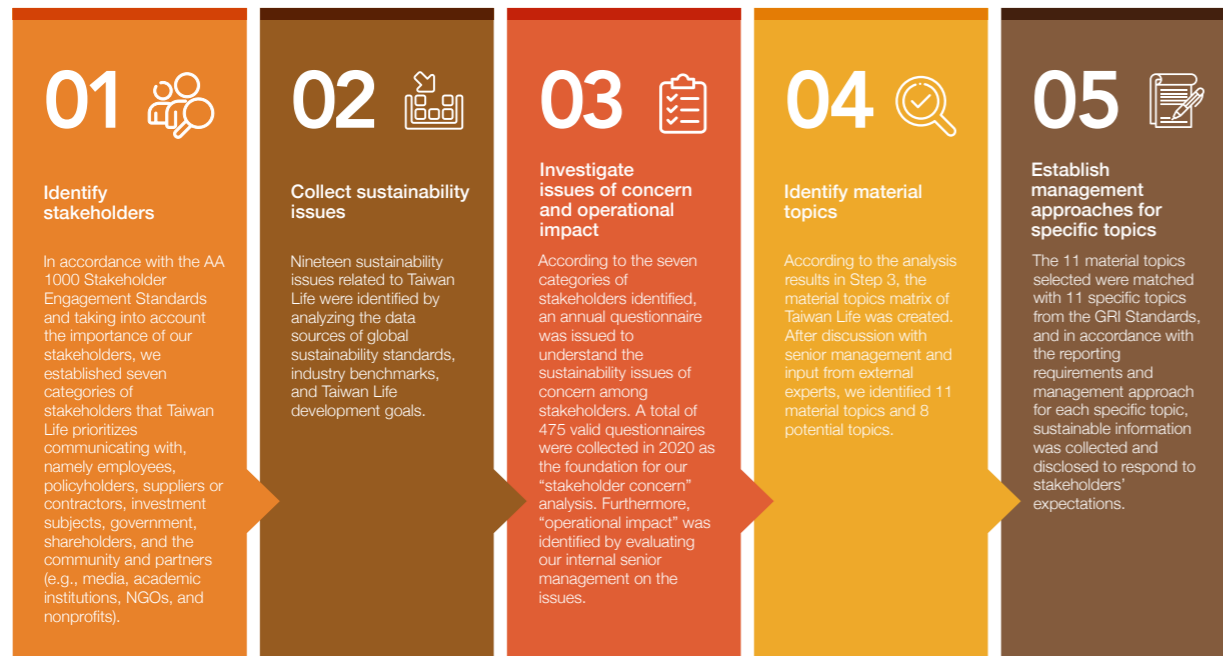 01
Identify
stakeholders
In accordance with the AA
1000 Stakeholder
Engagement Standards
and taking into account
the importance of our
stakeholders, we
established seven
categories of
stakeholders that Taiwan
Life prioritizes
communicating with,
namely employees,
policyholders, suppliers or
contractors, investment
subjects, government,
shareholders, and the
community and partners
(e.g., media, academic
institutions, NGOs, and
nonprofits).
02
Collect sustainability
issues
Nineteen sustainability
issues related to Taiwan
Life were identified by
analyzing the data
sources of global
sustainability standards,
industry benchmarks,
and Taiwan Life
development goals.
03
Investigate
issues of concern
and operational
impact
According to the seven
categories of
stakeholders identified,
an annual questionnaire
was issued to
understand the
sustainability issues of
concern among
stakeholders. A total of
475 valid questionnaires
were collected in 2020 as
the foundation for our
“stakeholder concern”
analysis. Furthermore,
“operational impact” was
identified by evaluating
our internal senior
management on the
issues.
04
Identify material
topics
According to the analysis
results in Step 3, the
material topics matrix of
Taiwan Life was created.
After discussion with
senior management and
input from external
experts, we identified 11
material topics and 8
potential topics.
05
Establish
management
approaches for
specific topics
The 11 material topics
selected were matched
with 11 specific topics
from the GRI Standards,
and in accordance with
the reporting
requirements and
management approach
for each specific topic,
sustainable information
was collected and
disclosed to respond to
stakeholders’
expectations.